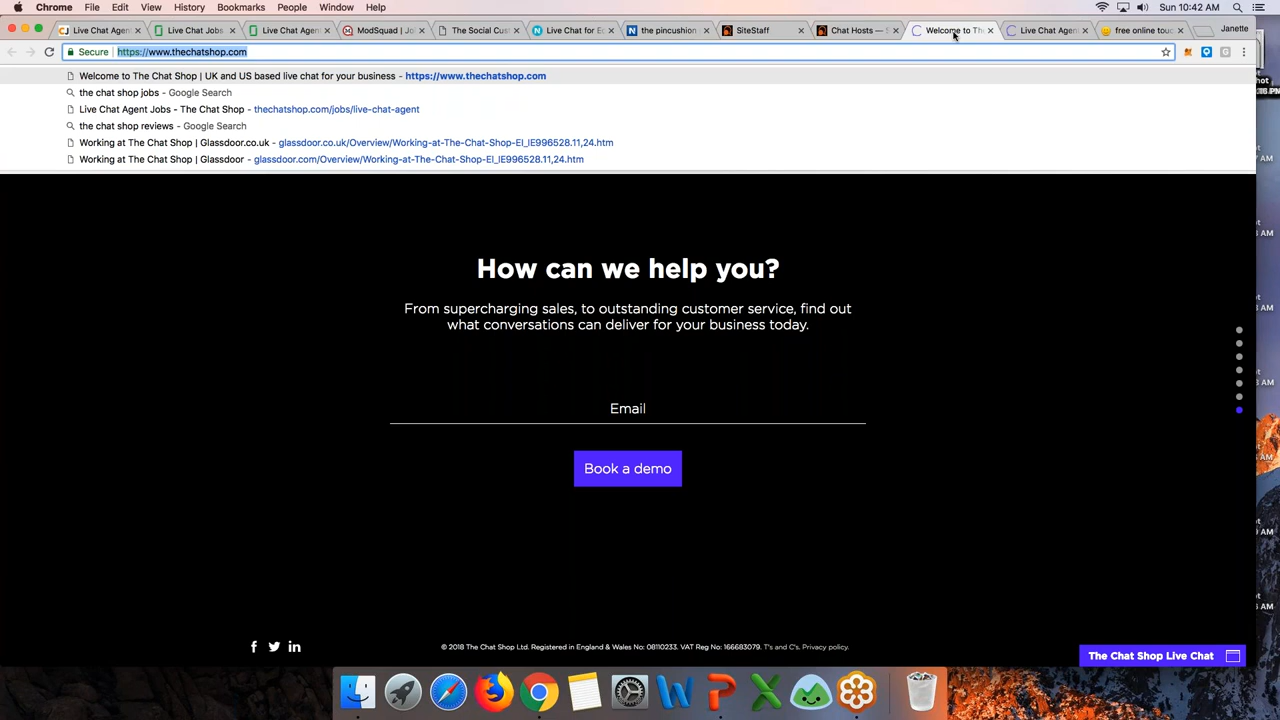 Chrome File Edit View History Bookmarks People Window Help Sun 10:42 AM
Live Chat Agen
Live Chat Jobs
Live Chat Agen
ModSquad | Jo
The Social Cus
Live Chat for Ec
the pincushion
SiteStaff
Chat Hosts — S
Welcome to Th
Live Chat Agen
free online touc
Janette
Secure https://www.thechatshop.com
Welcome to The Chat Shop | UK and US based live chat for your business - https://www.thechatshop.com
the chat shop jobs - Google Search
Live Chat Agent Jobs - The Chat Shop - thechatshop.com/jobs/live-chat-agent
the chat shop reviews - Google Search
Working at The Chat Shop | Glassdoor.co.uk - glassdoor.co.uk/Overview/Working-at-The-Chat-Shop-EI_IE996528.11,24.htm
Working at The Chat Shop | Glassdoor - glassdoor.com/Overview/Working-at-The-Chat-Shop-EI_IE996528.11,24.htm
How can we help you?
From supercharging sales, to outstanding customer service, find out
what conversations can deliver for your business today.
Email
Book a demo
© 2018 The Chat Shop Ltd. Registered in England & Wales No: 08110233. VAT Reg No: 166683079. T's and C's. Privacy policy.
The Chat Shop Live Chat